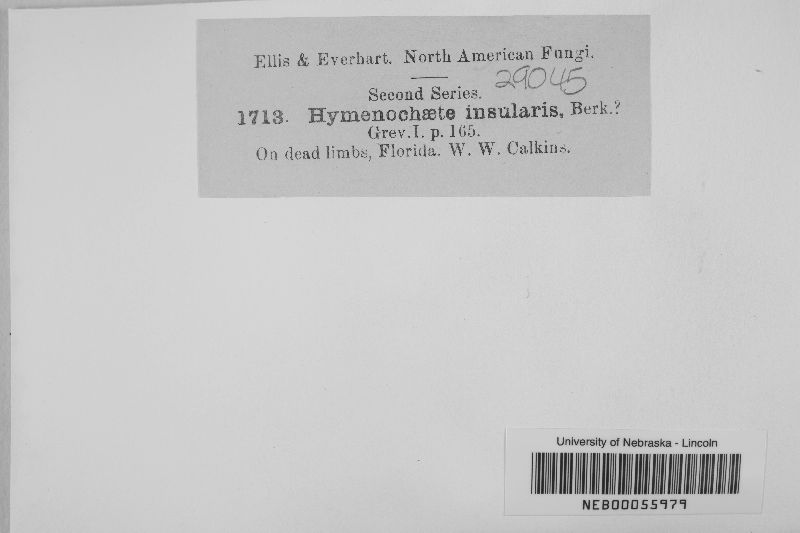 Ellis & Everhart. North American Fungi.
29045
Second Series.
1713. Hymenochæte insularis, Berk.?
Grev. I. p. 165.
On dead limbs, Florida. W. W. Calkins.
University of Nebraska - Lincoln
NEB00055979